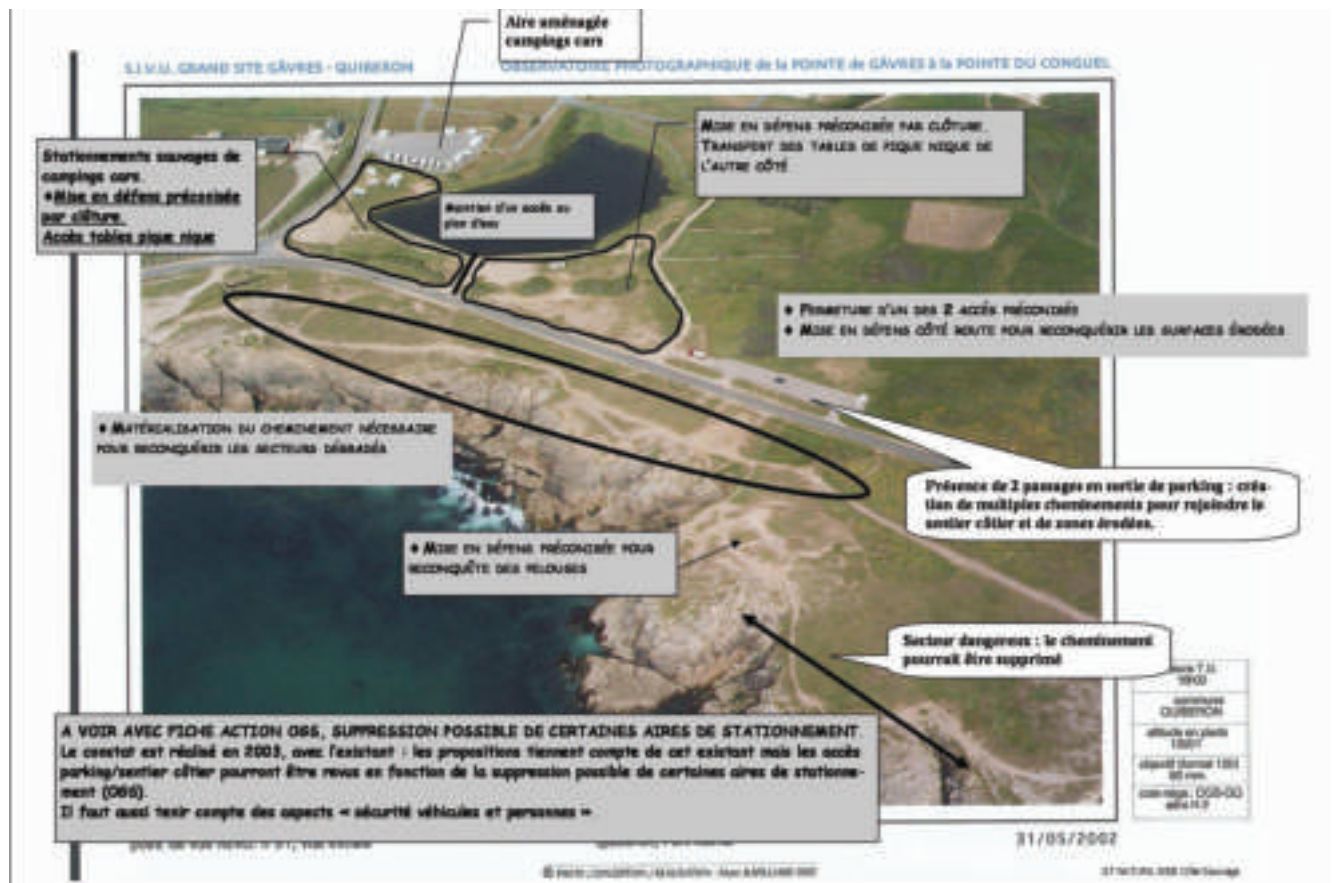 Aire aménagée
campings cars
S.I.V.U. GRAND SITE GÂVRES - QUIBERON
OBSERVATOIRE PHOTOGRAPHIQUE de la POINTE de GÂVRES à la POINTE DU CONGUEL
Stationnements sauvages de
campings cars.
♦Mise en défens préconisée
par clôture.
Accès tables pique nique
MISE EN DÉFENS PRÉCONISÉE PAR CLÔTURE.
TRANSFERT DES TABLES DE PIQUE NIQUE DE
L'AUTRE CÔTÉ
Maintien d'un accès au
plan d'eau
♦ FERMETURE D'UN DES 2 ACCÈS PRÉCONISÉE
♦ MISE EN DÉFENS CÔTÉ ROUTE POUR RECONQUÉRIR LES SURFACES ÉRODÉES
♦ MATÉRIALISATION DU CHEMINEMENT NÉCESSAIRE
POUR RECONQUÉRIR LES SECTEURS DÉGRADÉS
Présence de 2 passages en sortie de parking : créa-
tion de multiples cheminements pour rejoindre le
sentier côtier et de zones érodées.
♦ MISE EN DÉFENS PRÉCONISÉE POUR
RECONQUÊTE DES PELOUSES
Secteur dangereux : le cheminement
pourrait être supprimé
commune
QUIBERON
altitude en pieds
A VOIR AVEC FICHE ACTION OGS, SUPPRESSION POSSIBLE DE CERTAINES AIRES DE STATIONNEMENT.
Le constat est réalisé en 2003, avec l'existant : les propositions tiennent compte de cet existant mais les accès
parking/sentier côtier pourront être revus en fonction de la suppression possible de certaines aires de stationne-
ment (OGS).
Il faut aussi tenir compte des aspects « sécurité véhicules et personnes »
31/05/2002